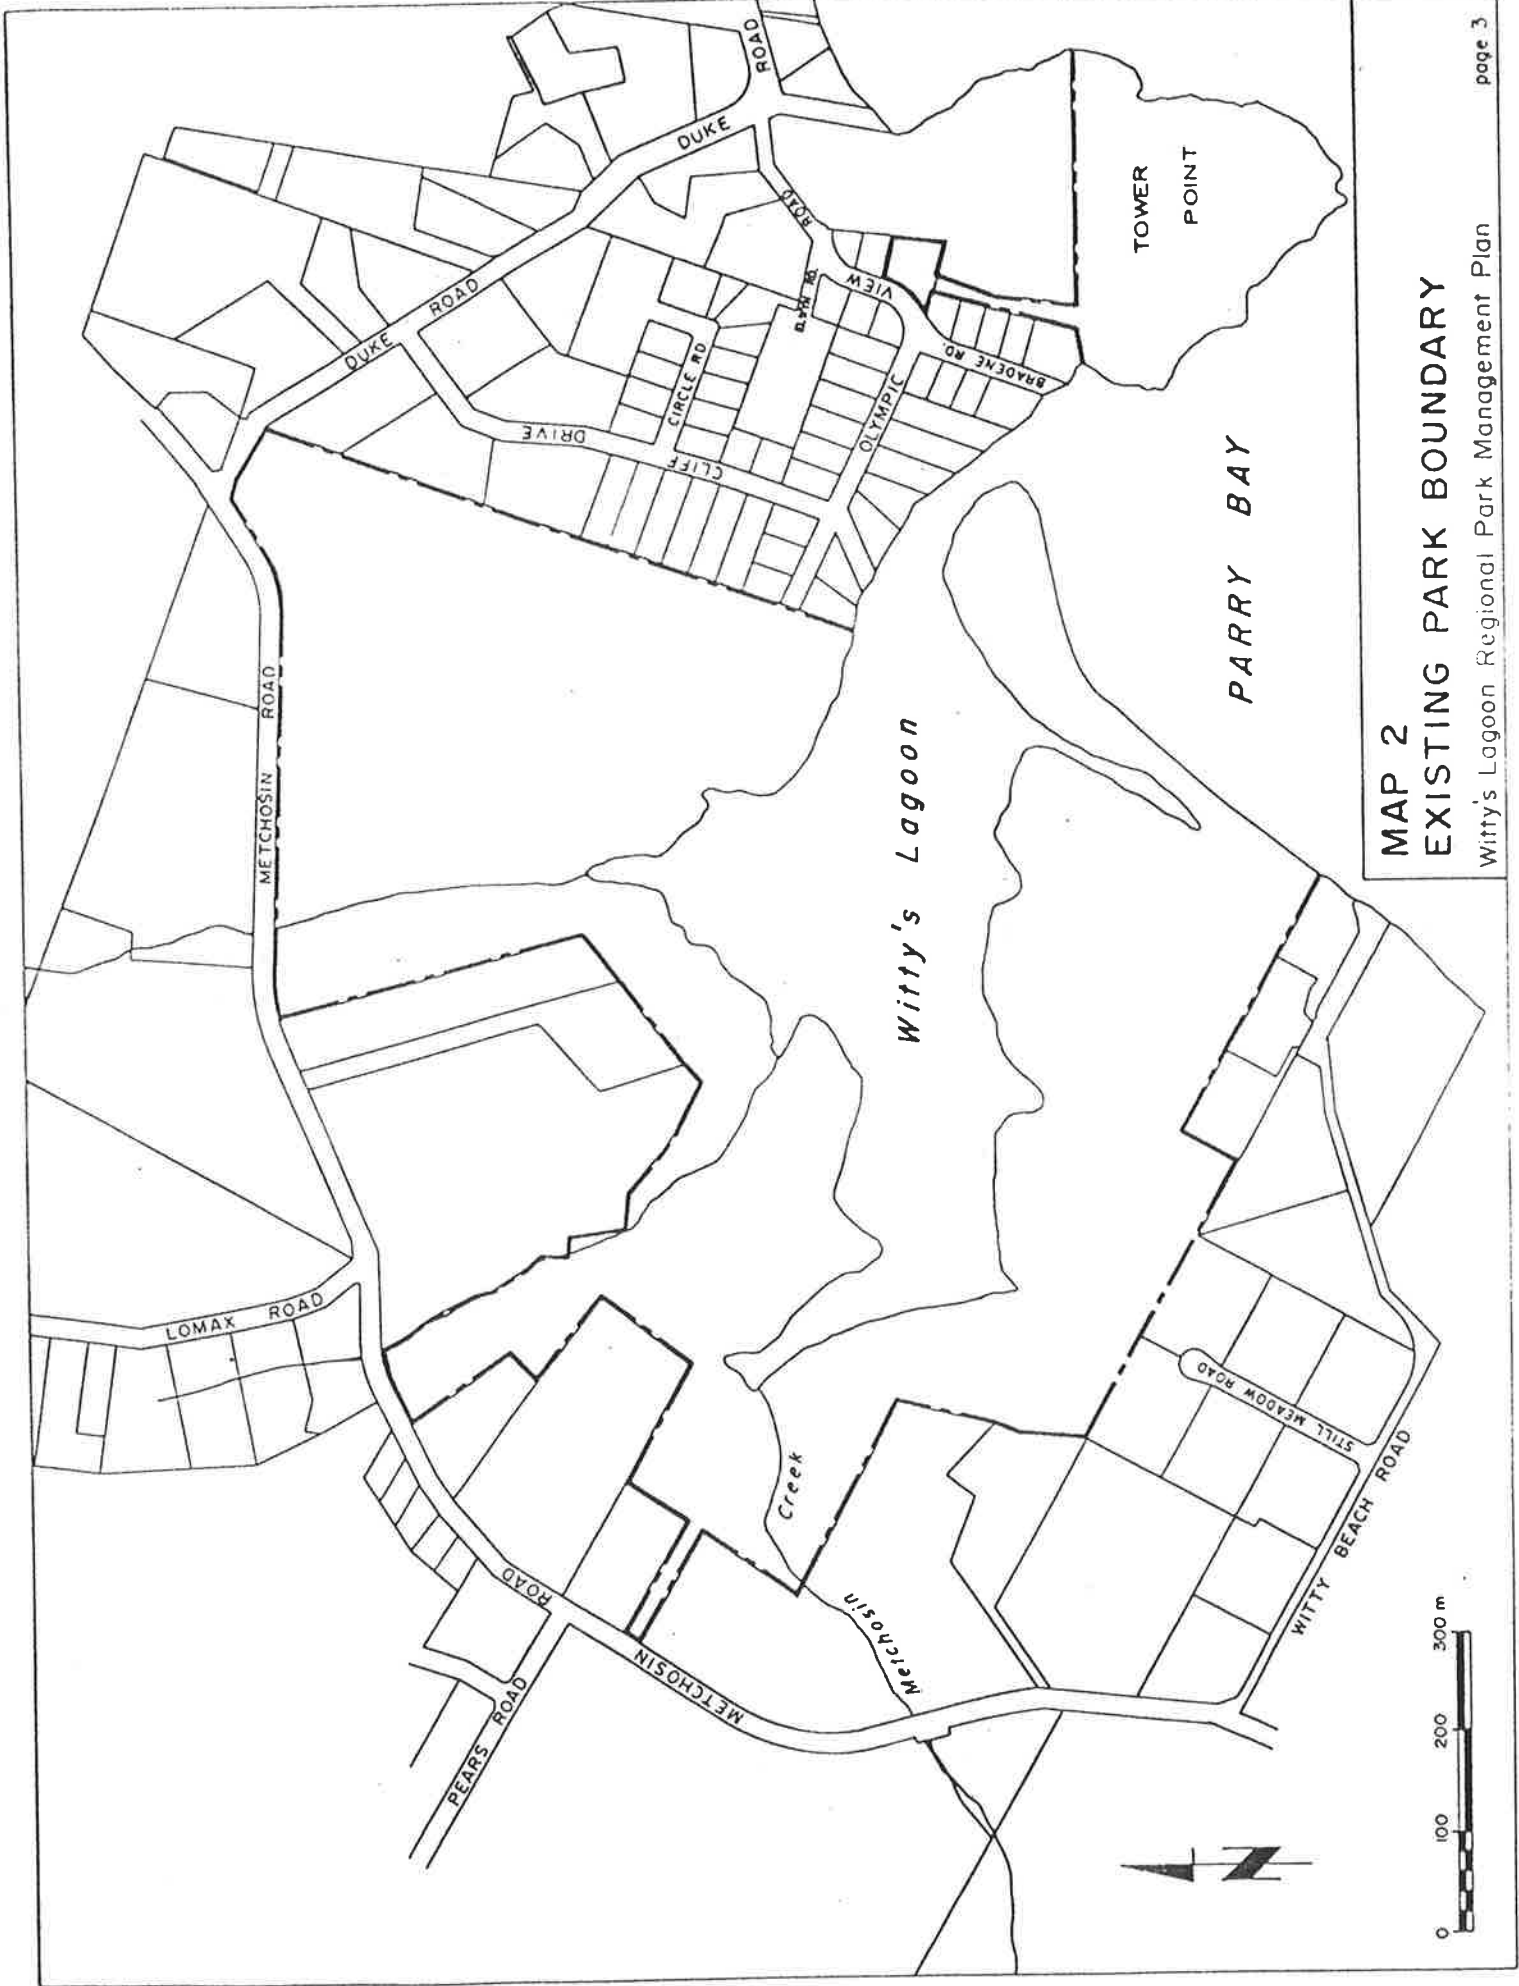 MAP 2
EXISTING PARK BOUNDARY
Witty's Lagoon Regional Park Management Plan
page 3
METCHOSIN ROAD
LOMAX ROAD
DUKE ROAD
DUKE ROAD
CLIFF DRIVE
CIRCLE RD
OLYMPIC VIEW ROAD
BRADENE RD.
TOWER
POINT
PARRY BAY
Witty's Lagoon
Metchosin Creek
PEARS ROAD
METCHOSIN ROAD
STILL MEADOW ROAD
WITTY BEACH ROAD
N
0 100 200 300 m